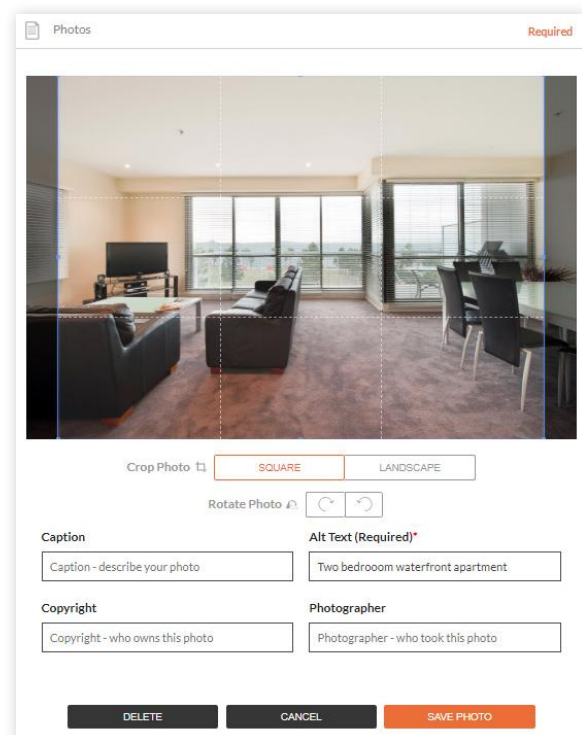 Photos
Required
Crop Photo
SQUARE
LANDSCAPE
Rotate Photo
Caption
Alt Text (Required)*
Caption - describe your photo
Two bedrooom waterfront apartment
Copyright
Photographer
Copyright - who owns this photo
Photographer - who took this photo
DELETE
CANCEL
SAVE PHOTO